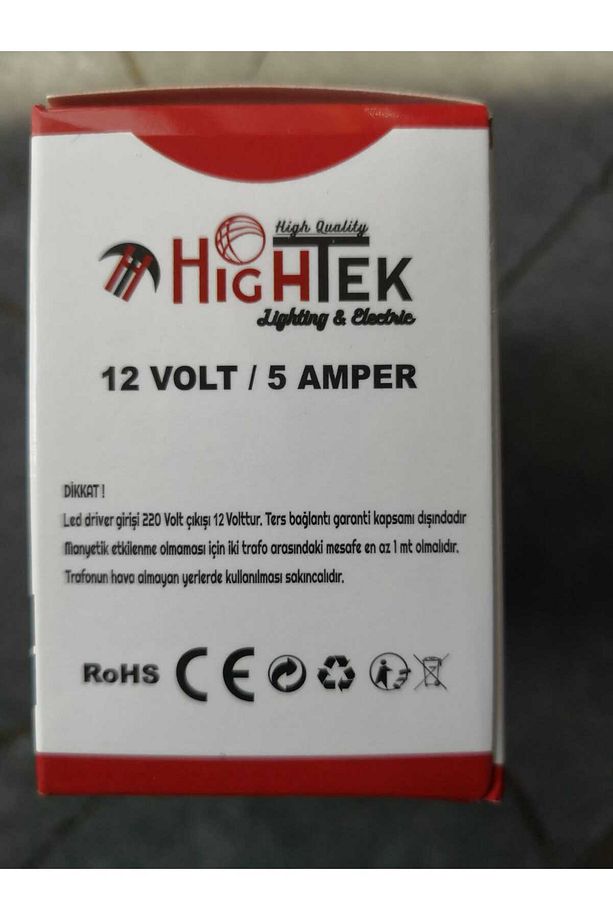 High Quality
HIGHTEK
Lighting & Electric
12 VOLT / 5 AMPER
DİKKAT !
Led driver girişi 220 Volt çıkışı 12 Volttur. Ters bağlantı garanti kapsamı dışındadır
Manyetik etkilenme olmaması için iki trafo arasındaki mesafe en az 1 mt olmalıdır.
Trafonun hava almayan yerlerde kullanılması sakıncalıdır.
RoHS CE